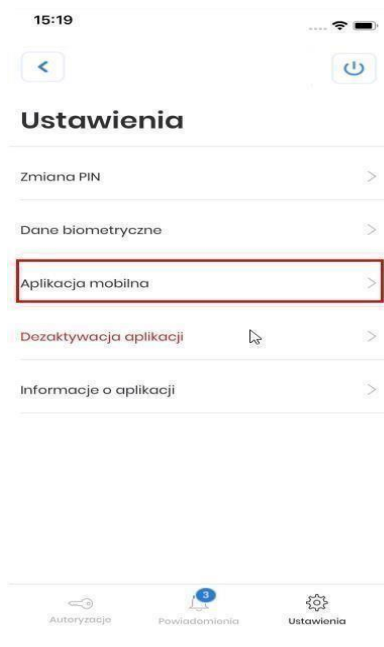 15:19
Ustawienia
Zmiana PIN
Dane biometryczne
Aplikacja mobilna
Dezaktywacja aplikacji
Informacje o aplikacji
3
Autoryzacje
Powiadomienia
Ustawienia